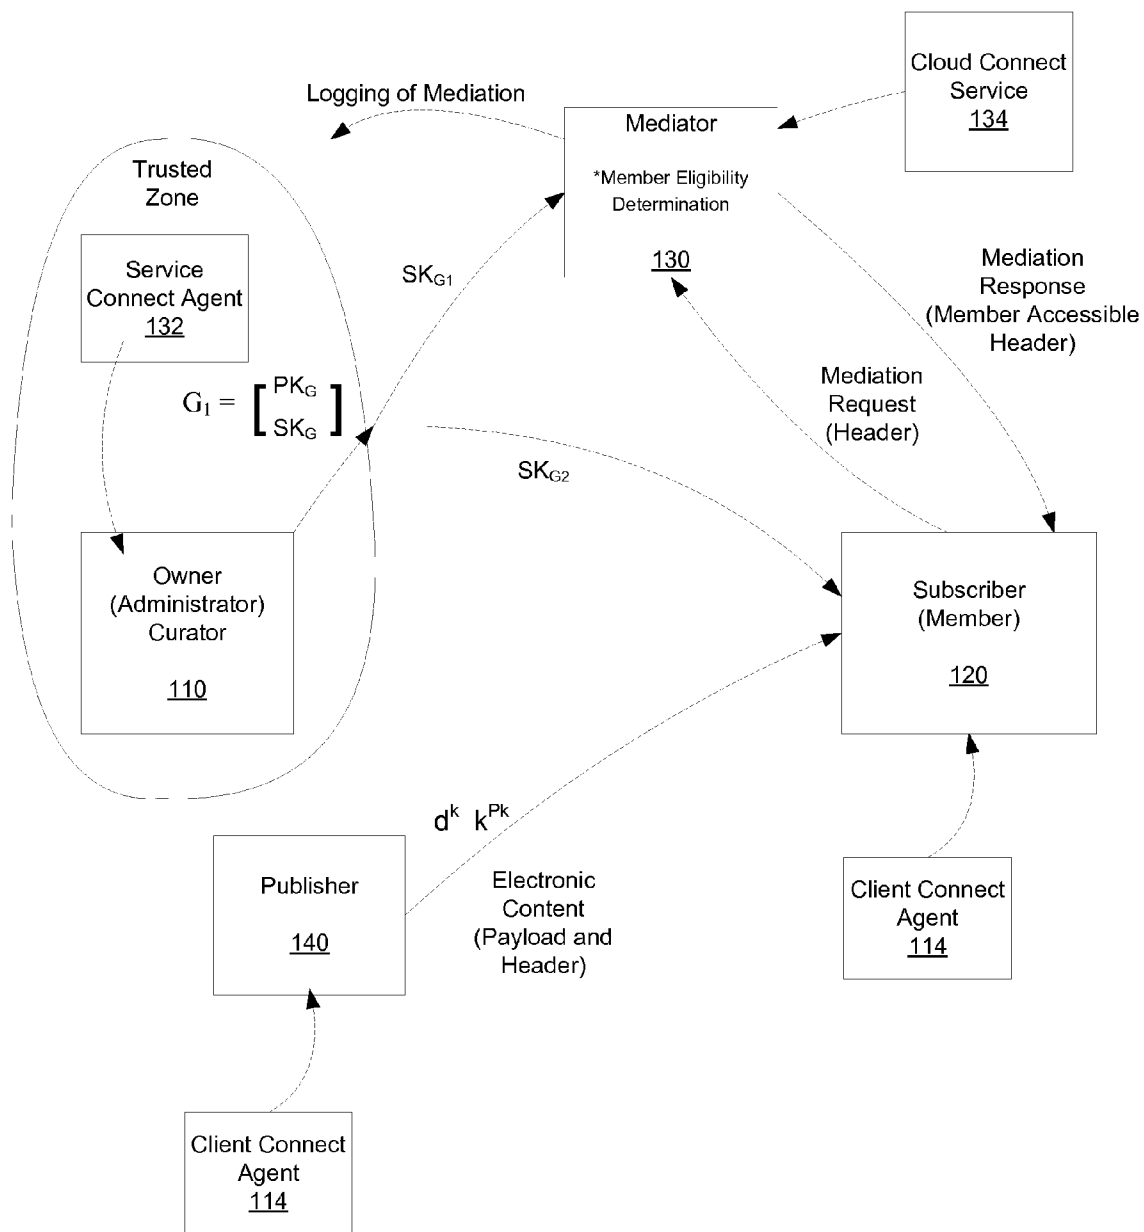 Cloud Connect
Service
134
Logging of Mediation
Mediator
*Member Eligibility
Determination
130
Trusted
Zone
Service
Connect Agent
132
SKG1
Mediation
Response
(Member Accessible
Header)
G1 = [ PKG
SKG ]
Mediation
Request
(Header)
SKG2
Owner
(Administrator)
Curator
110
Subscriber
(Member)
120
d^k k^Pk
Publisher
140
Electronic
Content
(Payload and
Header)
Client Connect
Agent
114
Client Connect
Agent
114